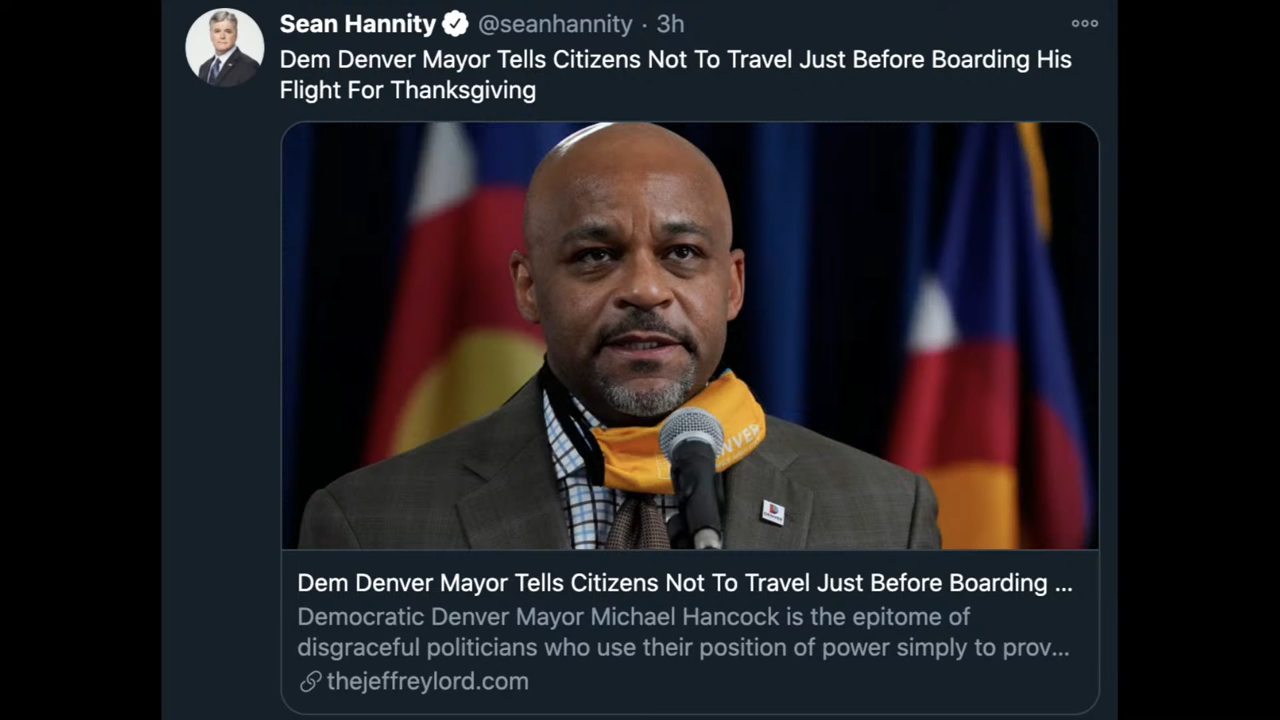 Sean Hannity @seanhannity · 3h
Dem Denver Mayor Tells Citizens Not To Travel Just Before Boarding His
Flight For Thanksgiving
Dem Denver Mayor Tells Citizens Not To Travel Just Before Boarding ...
Democratic Denver Mayor Michael Hancock is the epitome of
disgraceful politicians who use their position of power simply to prov...
thejeffreylord.com